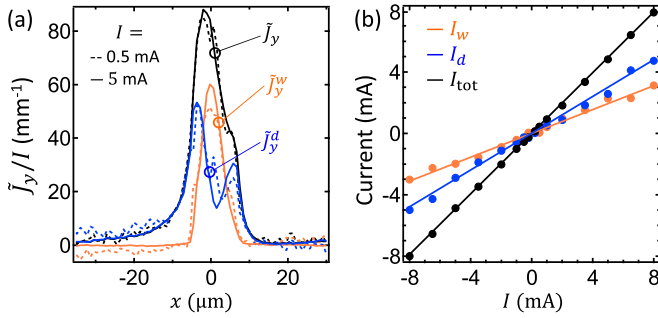 (a)
I =
0.5 mA
5 mA
J̃y
J̃yʷ
J̃yᵈ
80
60
40
20
0
J̃y/I (mm⁻¹)
-20
0
20
x (μm)
(b)
Iw
Id
Itot
8
4
0
-4
-8
Current (mA)
-8
-4
0
4
8
I (mA)